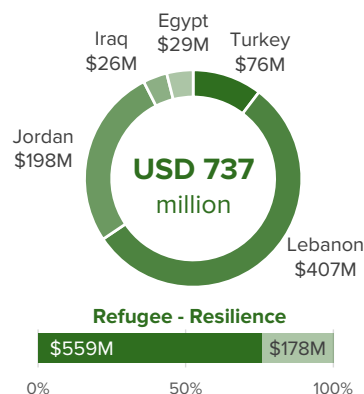 Egypt
$29M
Iraq
$26M
Turkey
$76M
Jordan
$198M
USD 737
million
Lebanon
$407M
Refugee - Resilience
$559M $178M
0% 50% 100%